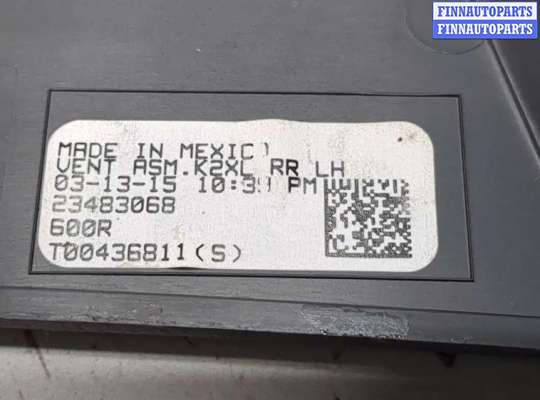 FINNAUTOPARTS
FINNAUTOPARTS
MADE IN MEXICO
VENT ASM.K2XL RR LH
03-13-15 10:39 PM
23483068
600R
T00436811(S)